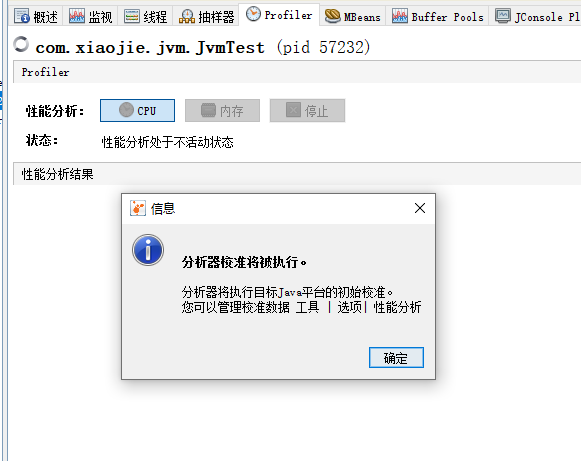 概述 监视 线程 抽样器 Profiler MBeans Buffer Pools JConsole Pl
com.xiaojie.jvm.JvmTest (pid 57232)
Profiler
性能分析： CPU 内存 停止
状态： 性能分析处于不活动状态
性能分析结果
信息
分析器校准将被执行。
分析器将执行目标Java平台的初始校准。
您可以管理校准数据 工具 | 选项| 性能分析
确定